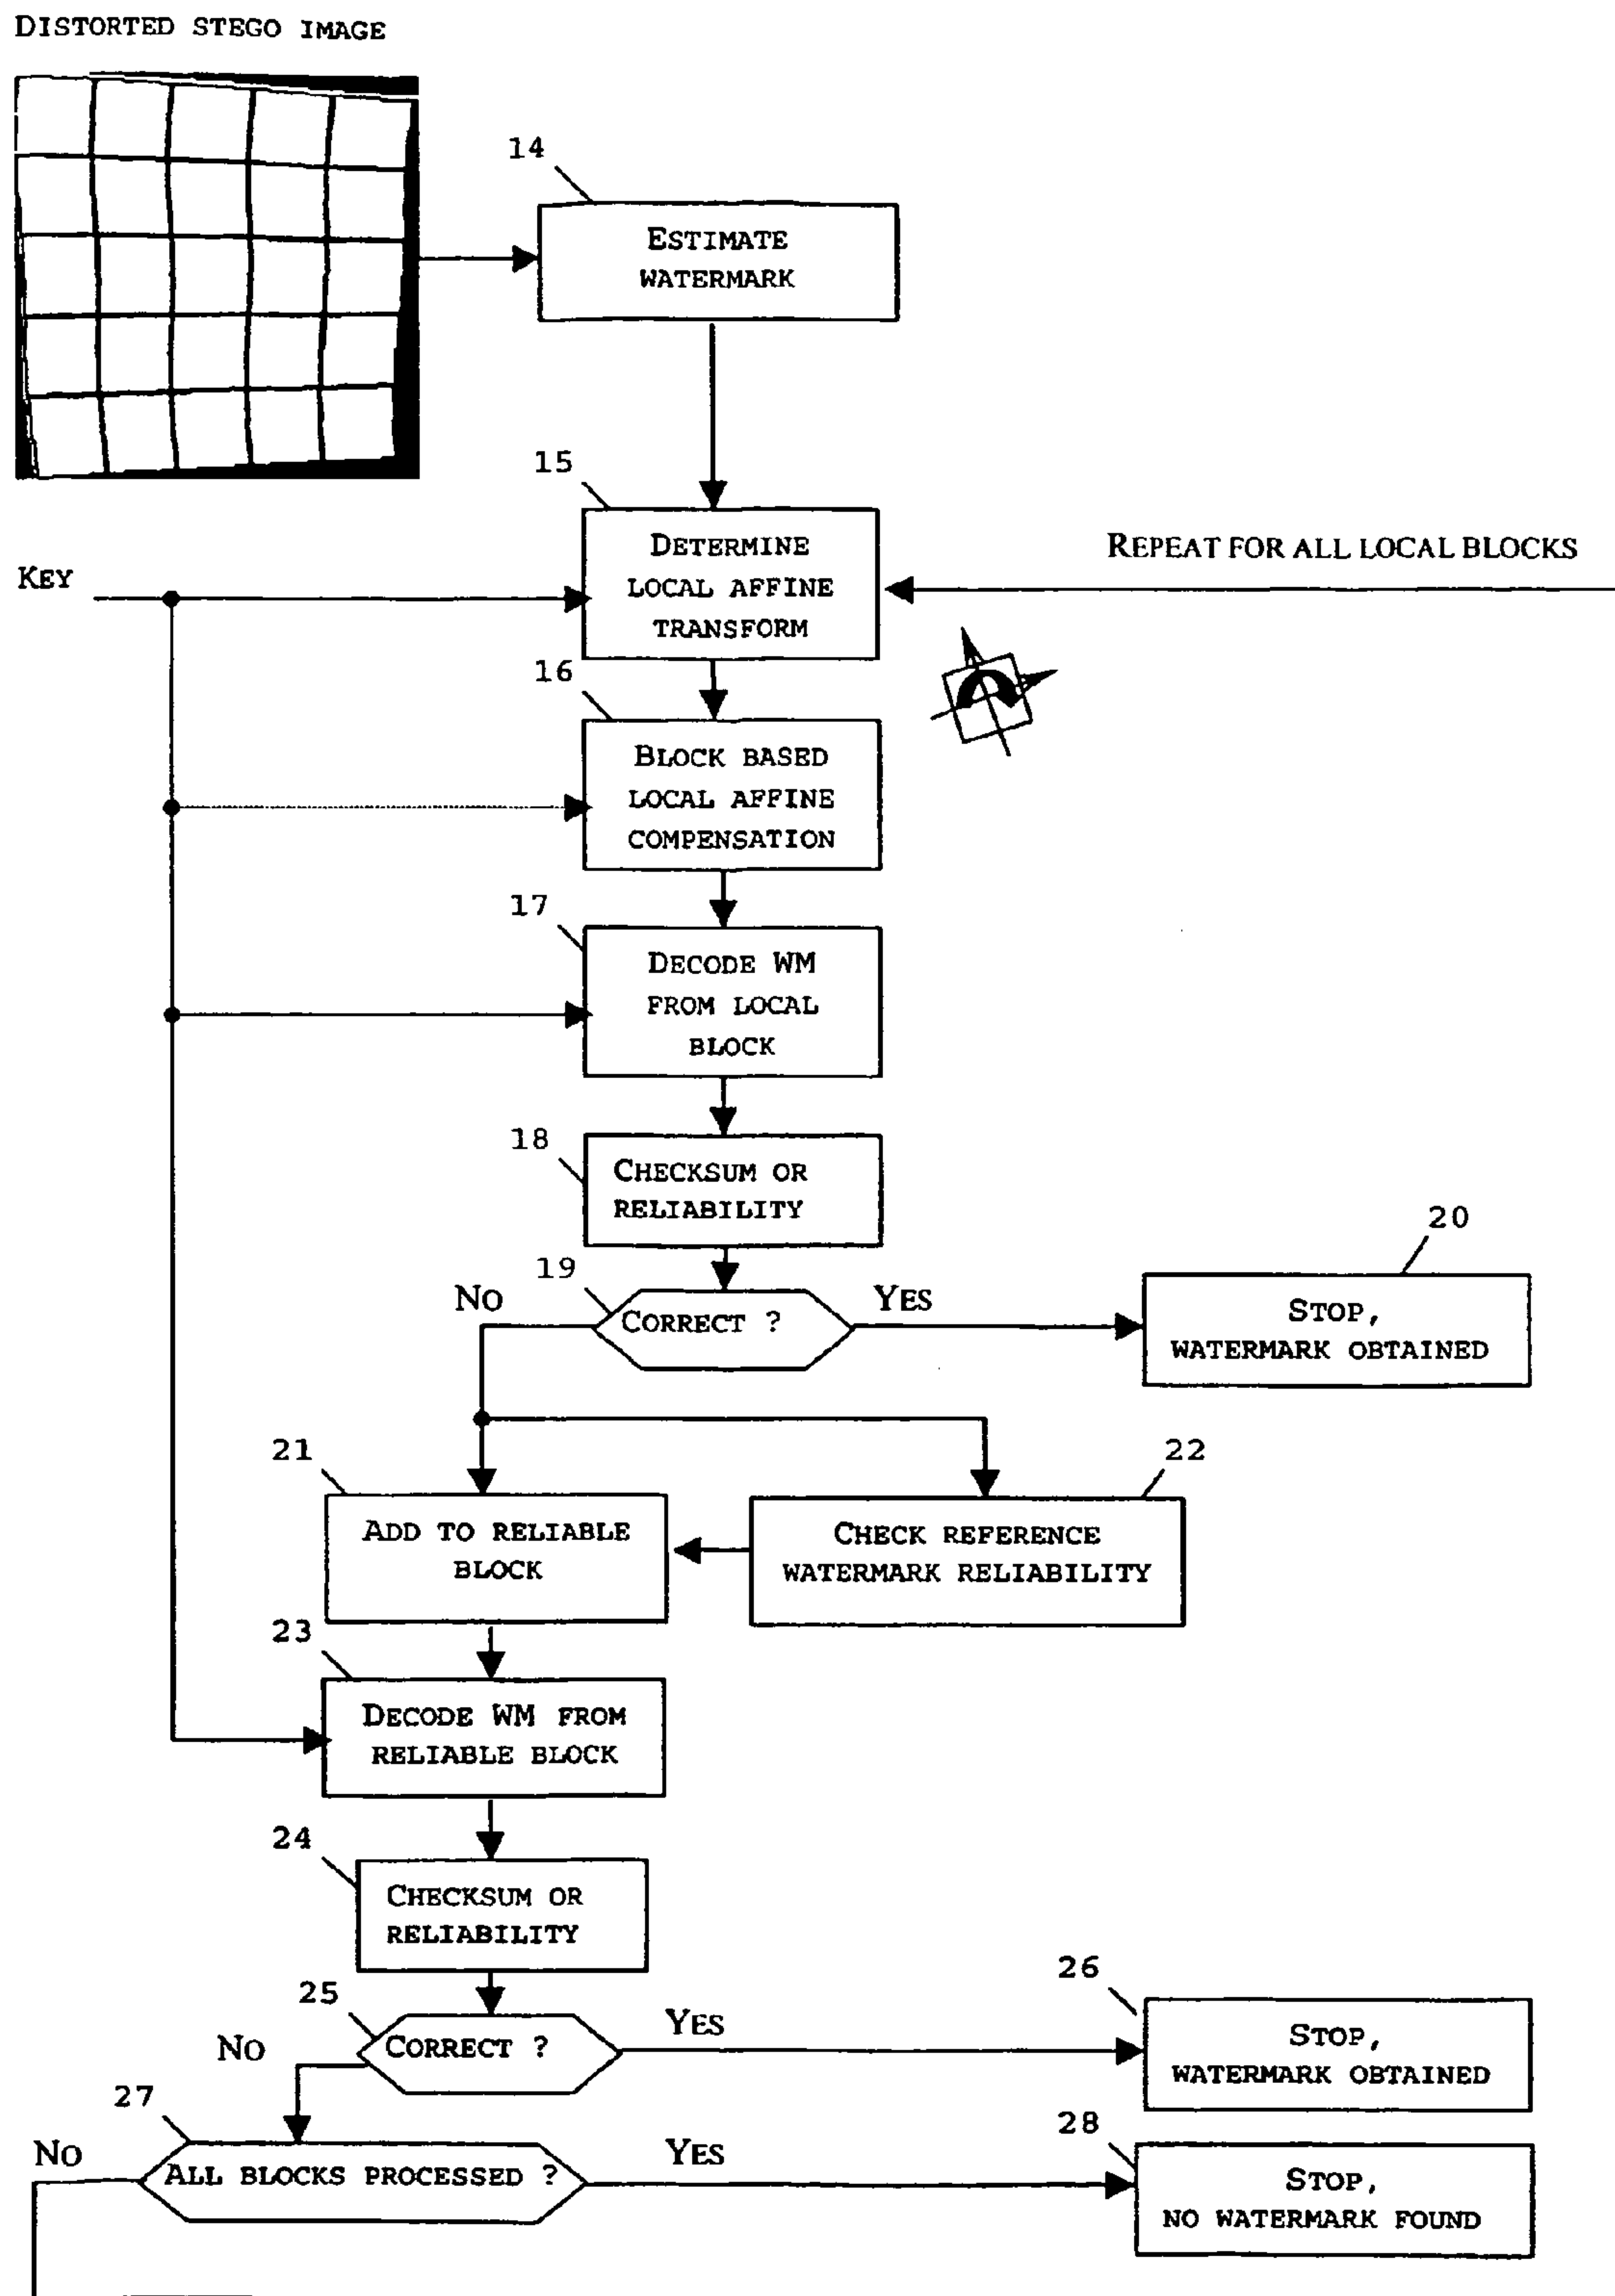 DISTORTED STEGO IMAGE
14
ESTIMATE
WATERMARK
15
DETERMINE
LOCAL AFFINE
TRANSFORM
REPEAT FOR ALL LOCAL BLOCKS
KEY
16
BLOCK BASED
LOCAL AFFINE
COMPENSATION
17
DECODE WM
FROM LOCAL
BLOCK
18
CHECKSUM OR
RELIABILITY
19
NO
CORRECT ?
YES
20
STOP,
WATERMARK OBTAINED
21
ADD TO RELIABLE
BLOCK
22
CHECK REFERENCE
WATERMARK RELIABILITY
23
DECODE WM FROM
RELIABLE BLOCK
24
CHECKSUM OR
RELIABILITY
25
NO
CORRECT ?
YES
26
STOP,
WATERMARK OBTAINED
27
NO
ALL BLOCKS PROCESSED ?
YES
28
STOP,
NO WATERMARK FOUND